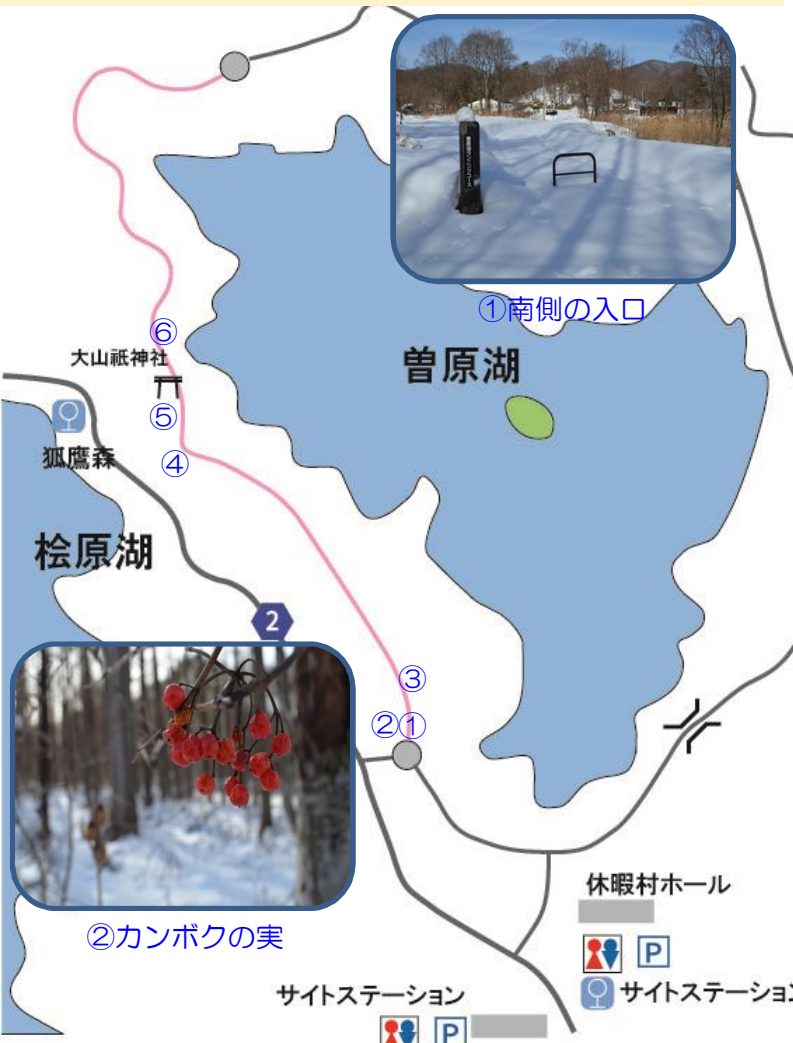 ①南側の入口
⑥
大山祇神社
曽原湖
⑤
狐鷹森
④
桧原湖
2
③
②①
休暇村ホール
②カンボクの実
P
サイトステーション
サイトステーション
P